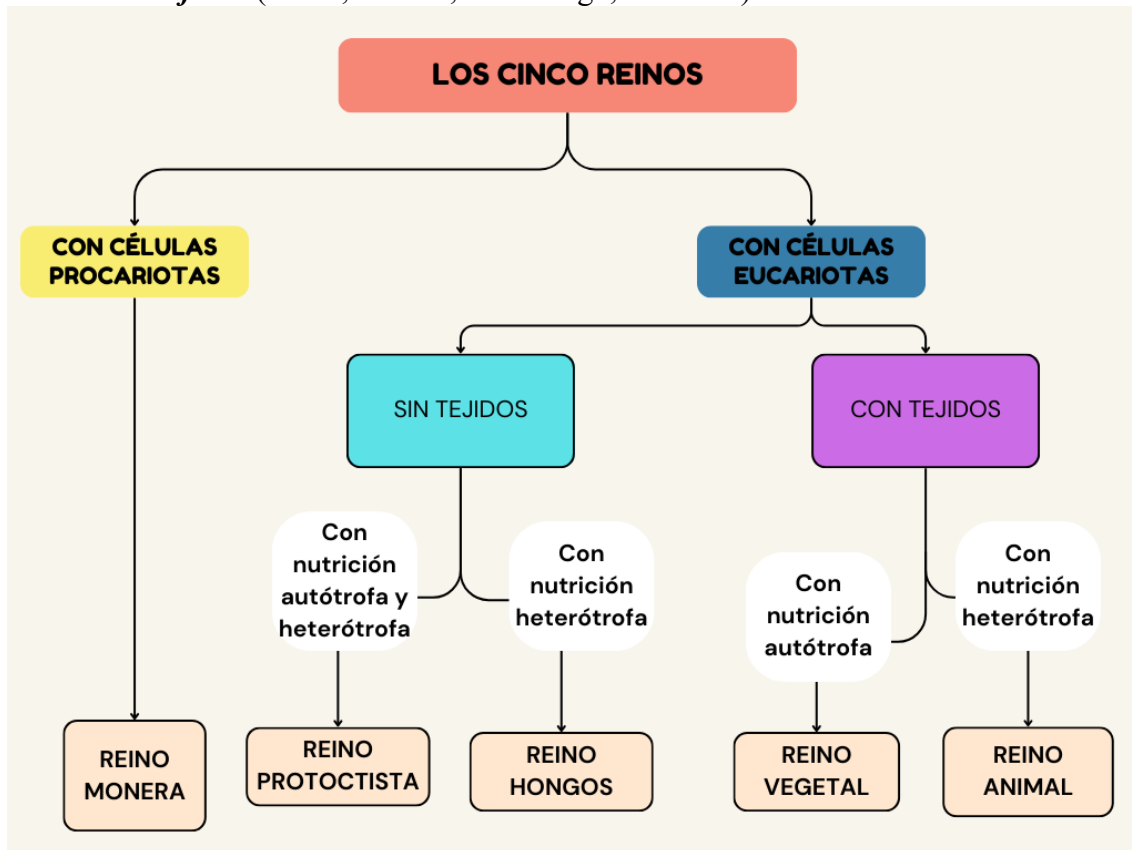 LOS CINCO REINOS
CON CÉLULAS
PROCARIOTAS
CON CÉLULAS
EUCARIOTAS
SIN TEJIDOS
CON TEJIDOS
Con
nutrición
autótrofa y
heterótrofa
Con
nutrición
heterótrofa
Con
nutrición
autótrofa
Con
nutrición
heterótrofa
REINO
MONERA
REINO
PROTOCTISTA
REINO
HONGOS
REINO
VEGETAL
REINO
ANIMAL